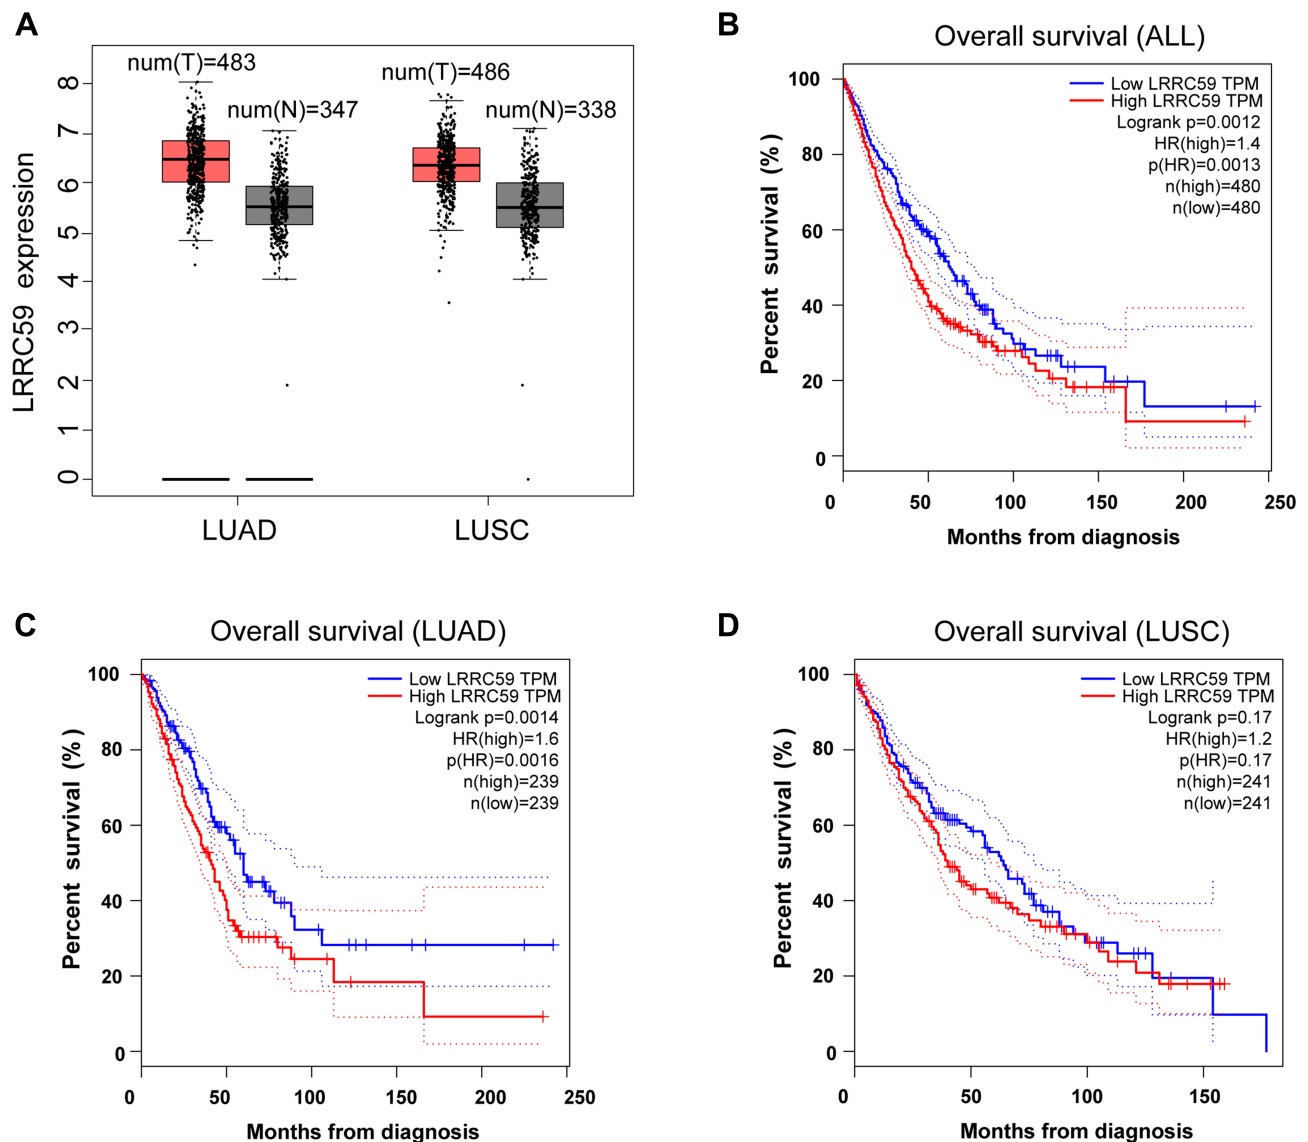 A
num(T)=483
num(N)=347
num(T)=486
num(N)=338
LRRC59 expression
8
7
6
5
4
3
2
1
0
LUAD
LUSC
B
Overall survival (ALL)
Low LRRC59 TPM
High LRRC59 TPM
Logrank p=0.0012
HR(high)=1.4
p(HR)=0.0013
n(high)=480
n(low)=480
Percent survival (%)
100
80
60
40
20
0
0 50 100 150 200 250
Months from diagnosis
C
Overall survival (LUAD)
Low LRRC59 TPM
High LRRC59 TPM
Logrank p=0.0014
HR(high)=1.6
p(HR)=0.0016
n(high)=239
n(low)=239
Percent survival (%)
100
80
60
40
20
0
0 50 100 150 200 250
Months from diagnosis
D
Overall survival (LUSC)
Low LRRC59 TPM
High LRRC59 TPM
Logrank p=0.17
HR(high)=1.2
p(HR)=0.17
n(high)=241
n(low)=241
Percent survival (%)
100
80
60
40
20
0
0 50 100 150
Months from diagnosis